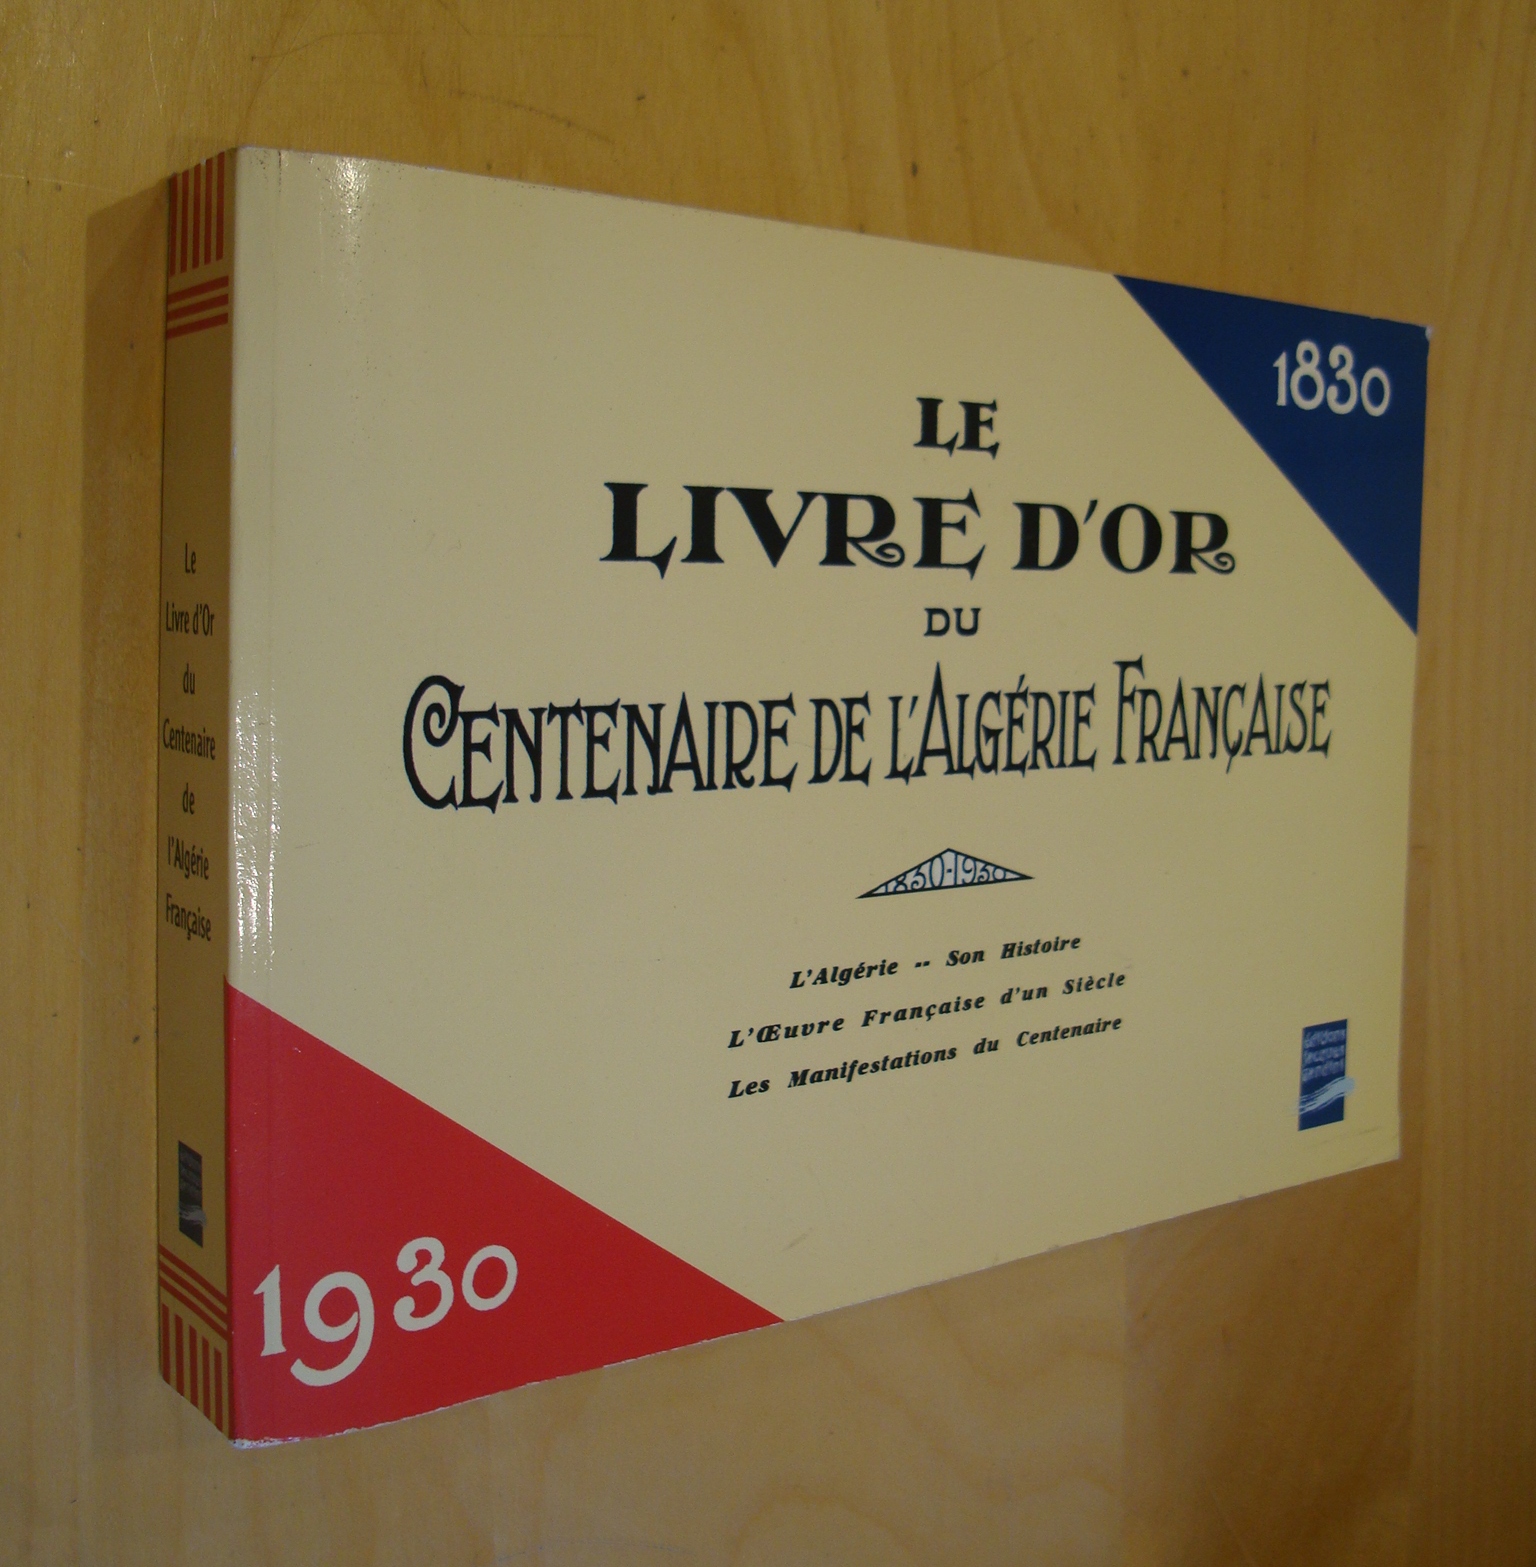 1830
LE
LIVRE D'OR
DU
CENTENAIRE DE L'ALGÉRIE FRANÇAISE
1830-1930
L'Algérie -- Son Histoire
L'Œuvre Française d'un Siècle
Les Manifestations du Centenaire
1930
Le
Livre d'Or
du
Centenaire
de
l'Algérie
Française